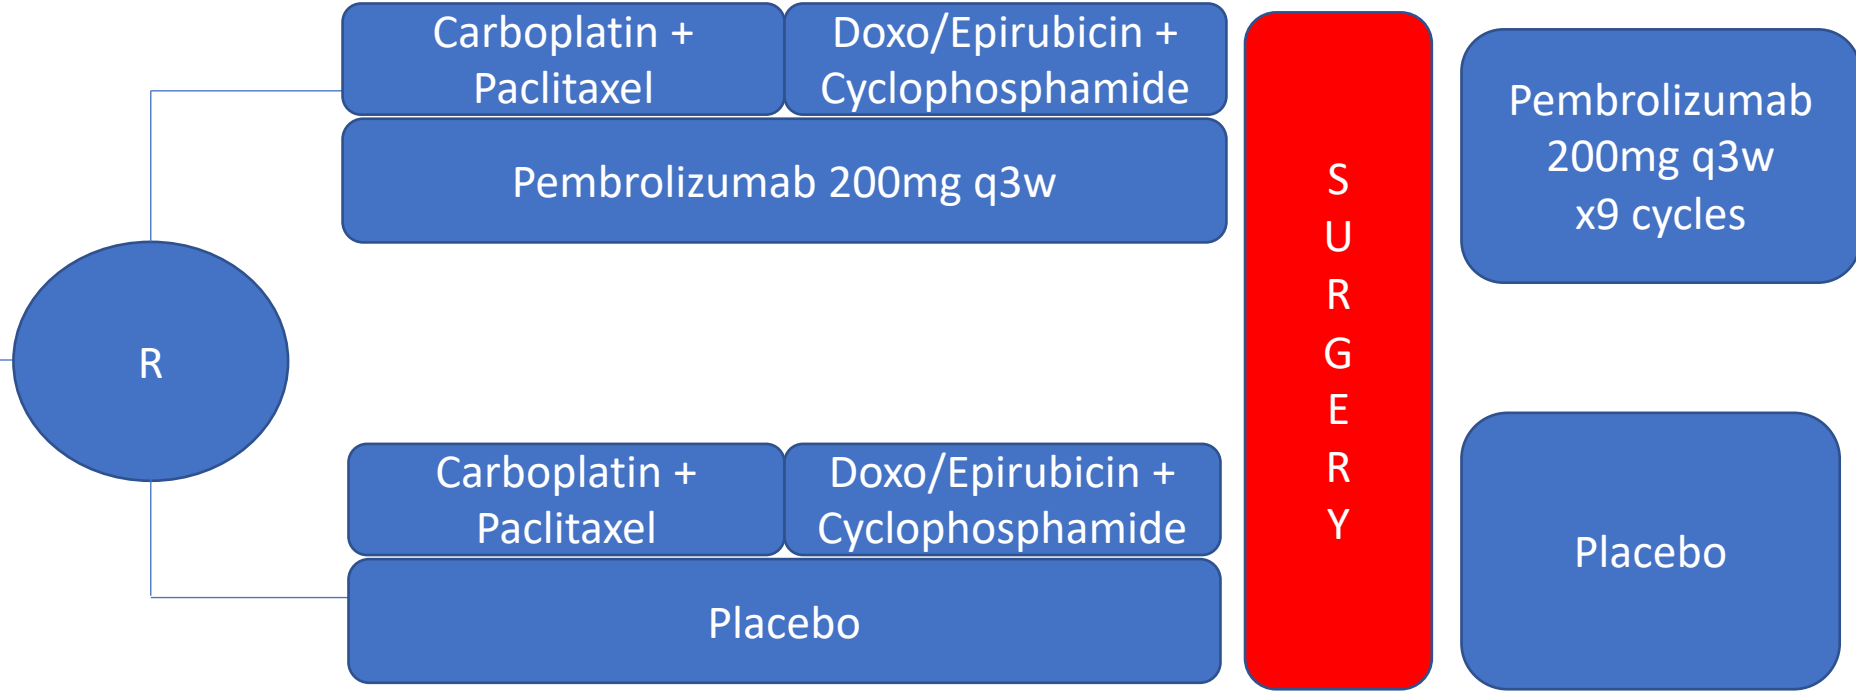 Carboplatin +
Paclitaxel
Doxo/Epirubicin +
Cyclophosphamide
Pembrolizumab 200mg q3w
R
Carboplatin +
Paclitaxel
Doxo/Epirubicin +
Cyclophosphamide
Placebo
S
U
R
G
E
R
Y
Pembrolizumab
200mg q3w
x9 cycles
Placebo